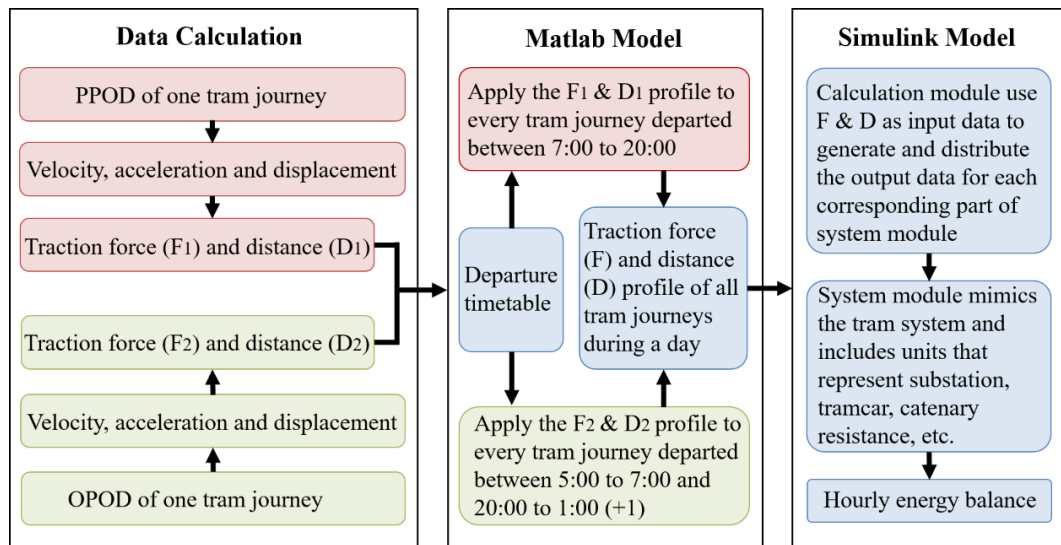 Data Calculation
PPOD of one tram journey
Velocity, acceleration and displacement
Traction force (F1) and distance (D1)
Traction force (F2) and distance (D2)
Velocity, acceleration and displacement
OPOD of one tram journey
Matlab Model
Apply the F1 & D1 profile to
every tram journey departed
between 7:00 to 20:00
Departure
timetable
Traction force
(F) and distance
(D) profile of all
tram journeys
during a day
Apply the F2 & D2 profile to
every tram journey departed
between 5:00 to 7:00 and
20:00 to 1:00 (+1)
Simulink Model
Calculation module use
F & D as input data to
generate and distribute
the output data for each
corresponding part of
system module
System module mimics
the tram system and
includes units that
represent substation,
tramcar, catenary
resistance, etc.
Hourly energy balance